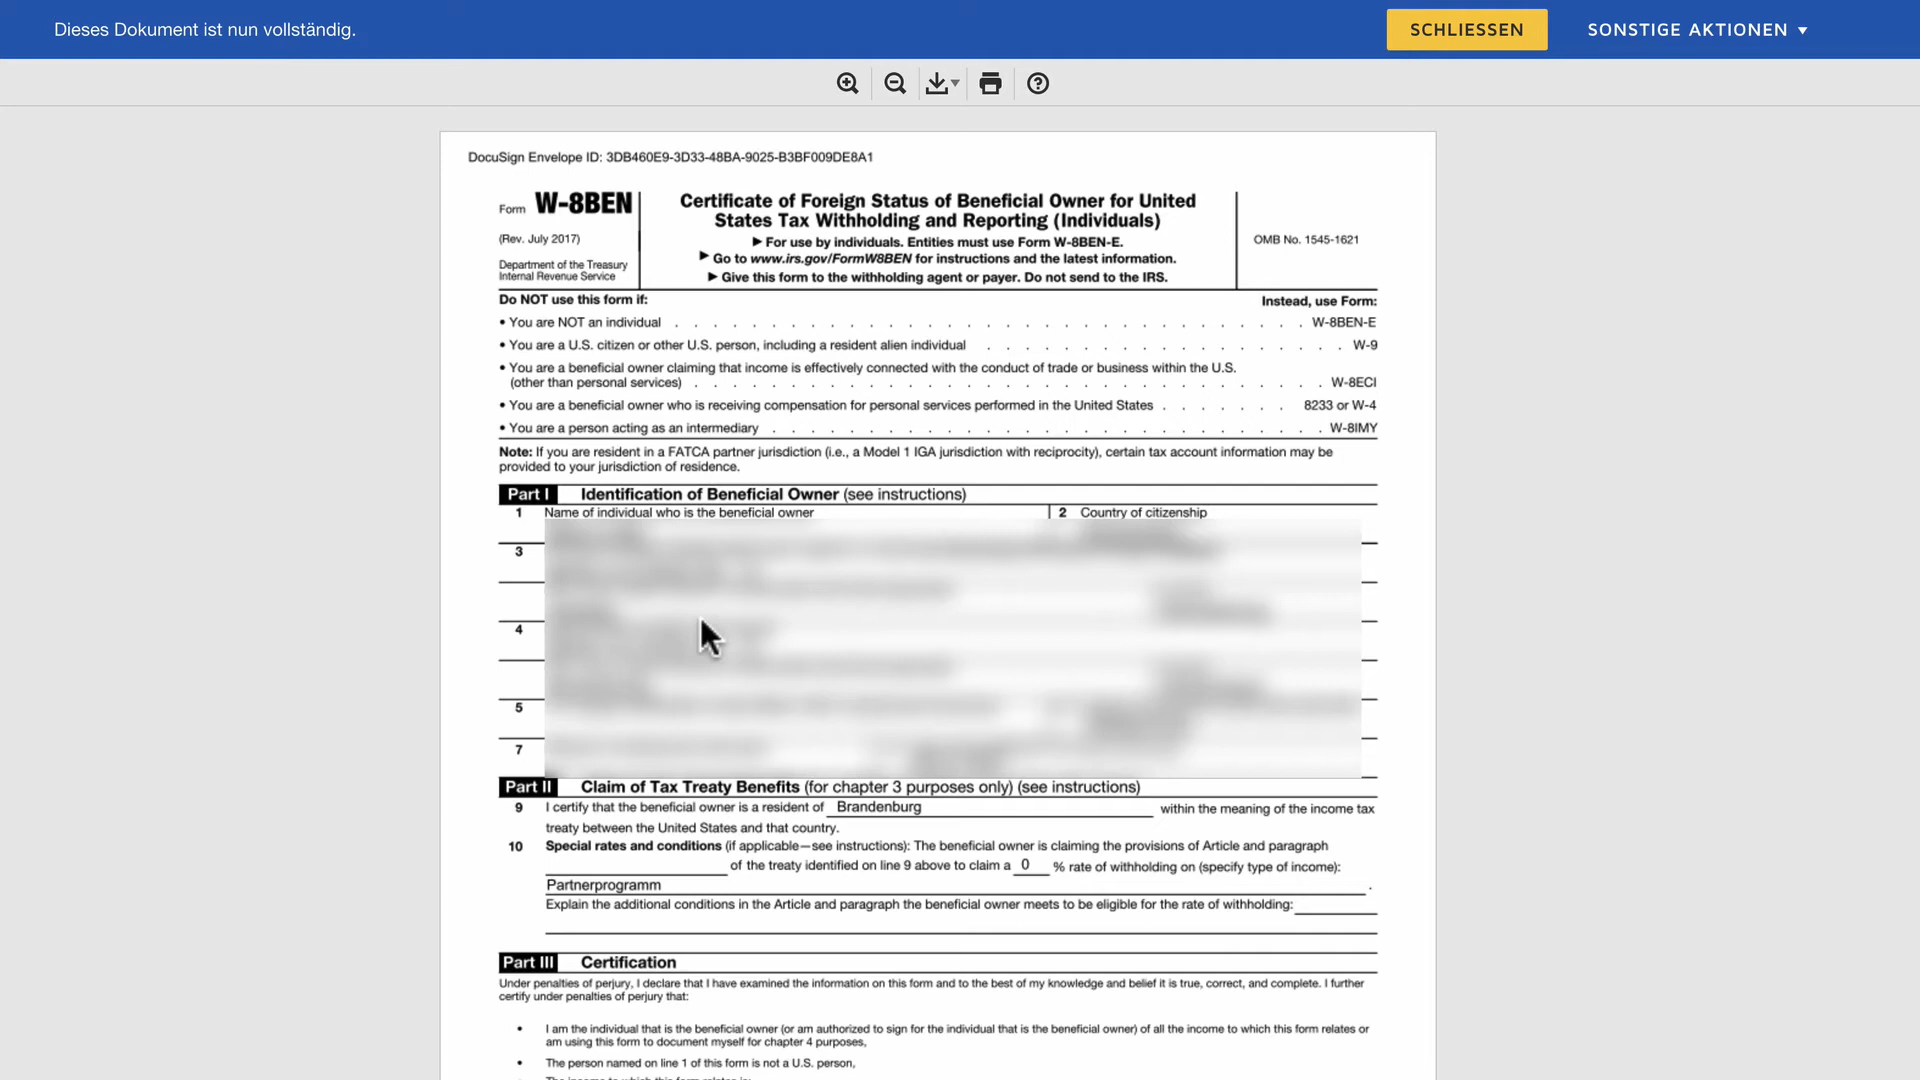 Dieses Dokument ist nun vollständig.
SCHLIESSEN
SONSTIGE AKTIONEN
DocuSign Envelope ID: 3DB460E9-3D33-48BA-9025-B3BF009DE8A1
Form W-8BEN
(Rev. July 2017)
Department of the Treasury
Internal Revenue Service
Certificate of Foreign Status of Beneficial Owner for United
States Tax Withholding and Reporting (Individuals)
▶ For use by individuals. Entities must use Form W-8BEN-E.
▶ Go to www.irs.gov/FormW8BEN for instructions and the latest information.
▶ Give this form to the withholding agent or payer. Do not send to the IRS.
OMB No. 1545-1621
Do NOT use this form if: Instead, use Form:
• You are NOT an individual . . . . . . . . . . . . . . . . . . . . . . . . . . . . . . . . . W-8BEN-E
• You are a U.S. citizen or other U.S. person, including a resident alien individual . . . . . . . . . . . . . . . . . . . W-9
• You are a beneficial owner claiming that income is effectively connected with the conduct of trade or business within the U.S.
(other than personal services) . . . . . . . . . . . . . . . . . . . . . . . . . . . . . . . . . W-8ECI
• You are a beneficial owner who is receiving compensation for personal services performed in the United States . . . . . . . 8233 or W-4
• You are a person acting as an intermediary . . . . . . . . . . . . . . . . . . . . . . . . . . . . . W-8IMY
Note: If you are resident in a FATCA partner jurisdiction (i.e., a Model 1 IGA jurisdiction with reciprocity), certain tax account information may be
provided to your jurisdiction of residence.
Part I Identification of Beneficial Owner (see instructions)
1 Name of individual who is the beneficial owner 2 Country of citizenship
3
4
5
7
Part II Claim of Tax Treaty Benefits (for chapter 3 purposes only) (see instructions)
9 I certify that the beneficial owner is a resident of Brandenburg within the meaning of the income tax
treaty between the United States and that country.
10 Special rates and conditions (if applicable—see instructions): The beneficial owner is claiming the provisions of Article and paragraph
of the treaty identified on line 9 above to claim a 0 % rate of withholding on (specify type of income):
Partnerprogramm .
Explain the additional conditions in the Article and paragraph the beneficial owner meets to be eligible for the rate of withholding:
Part III Certification
Under penalties of perjury, I declare that I have examined the information on this form and to the best of my knowledge and belief it is true, correct, and complete. I further
certify under penalties of perjury that:
• I am the individual that is the beneficial owner (or am authorized to sign for the individual that is the beneficial owner) of all the income to which this form relates or
am using this form to document myself for chapter 4 purposes,
• The person named on line 1 of this form is not a U.S. person,